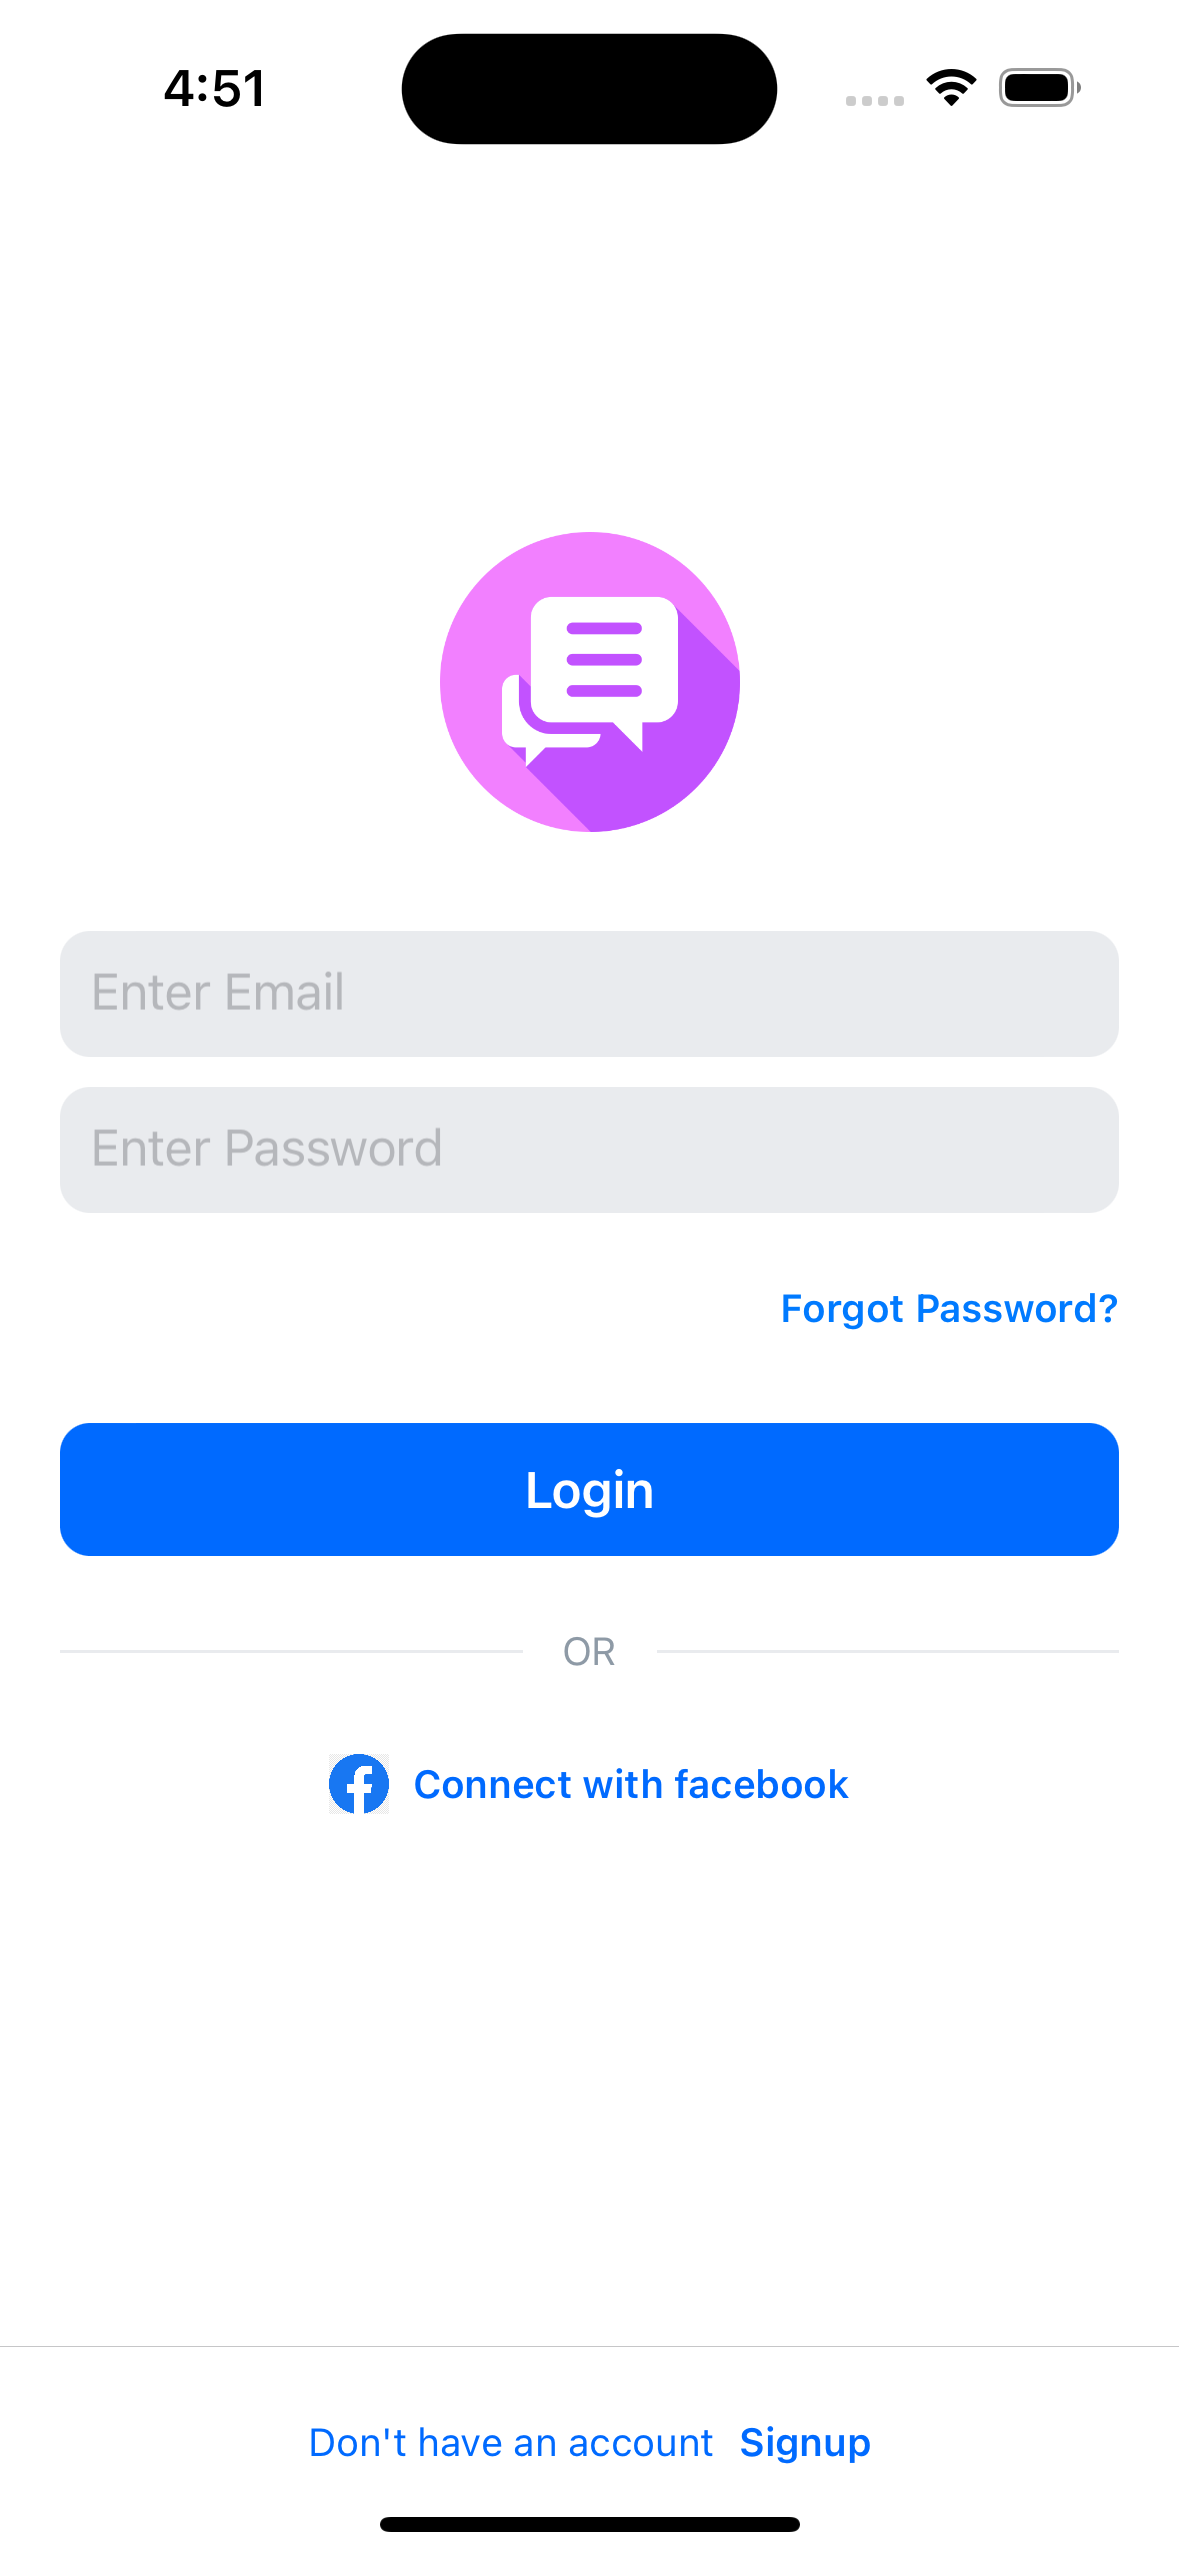 4:51
Enter Email
Enter Password
Forgot Password?
Login
OR
Connect with facebook
Don't have an account Signup